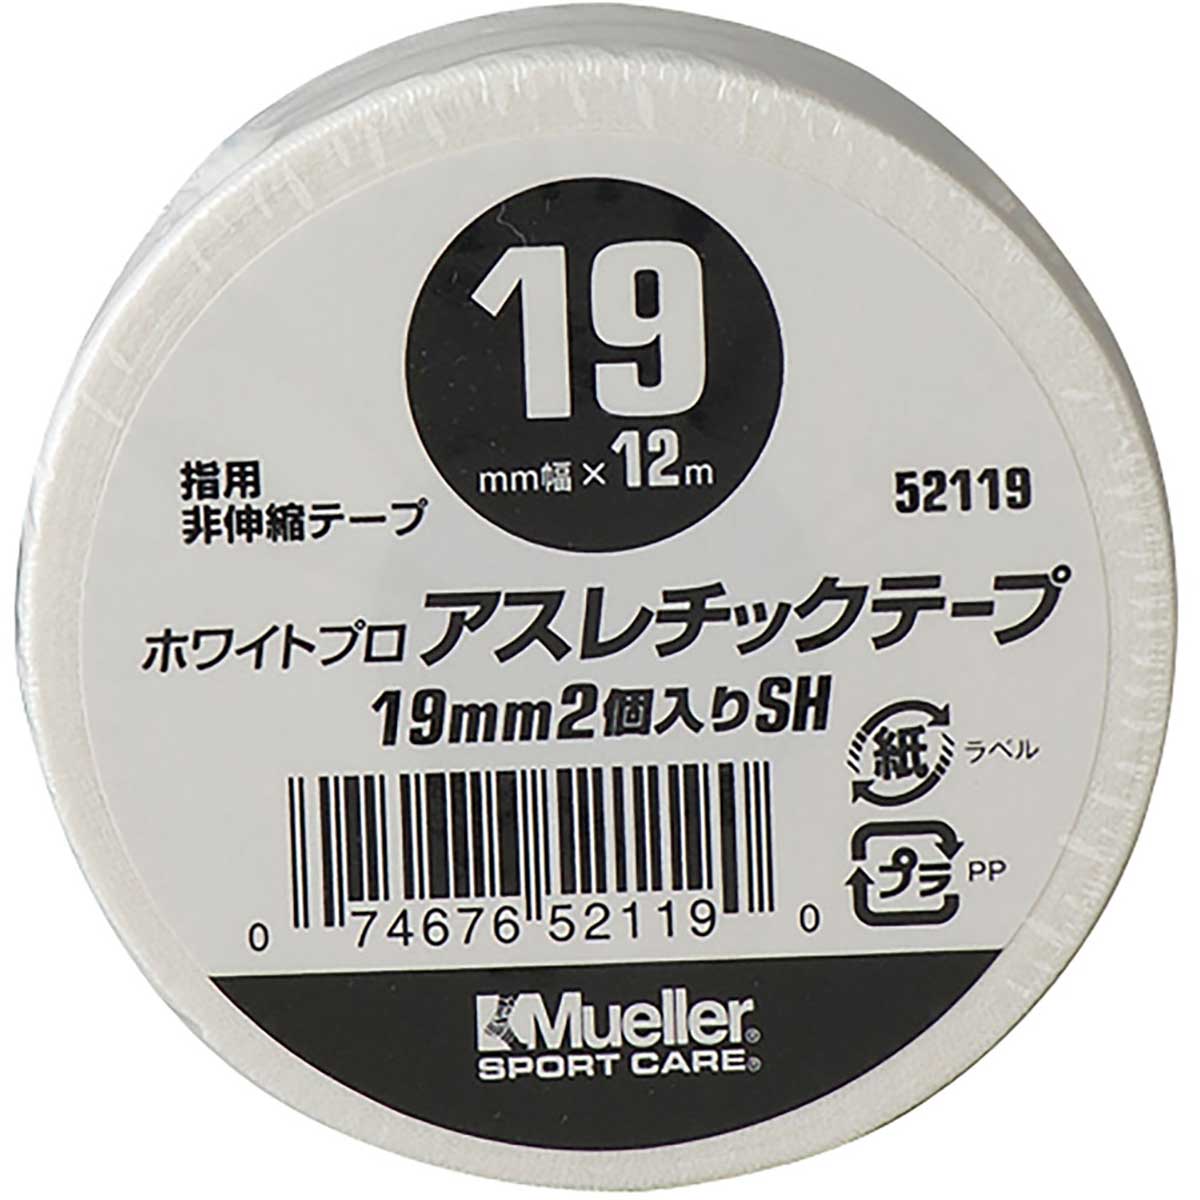 19
mm幅×12m
指用
非伸縮テープ
52119
ホワイトプロ アスレチックテープ
19mm2個入りSH
紙 ラベル
プラ PP
0 74676 52119 0
Mueller®
SPORT CARE®